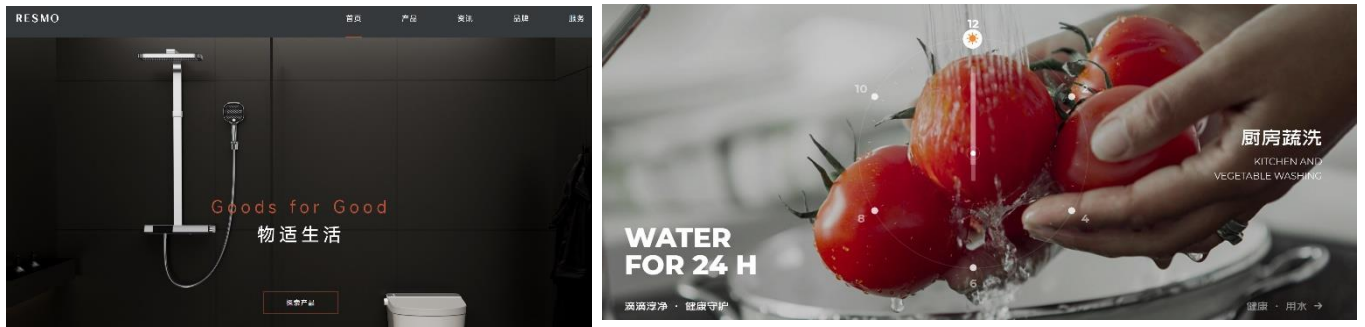 RESMO
首页 产品 资讯 品牌 服务
Goods for Good
物适生活
探索产品
12
10
8
4
6
厨房蔬洗
KITCHEN AND
VEGETABLE WASHING
WATER
FOR 24 H
滴滴淳净 · 健康守护
健康 · 用水 →